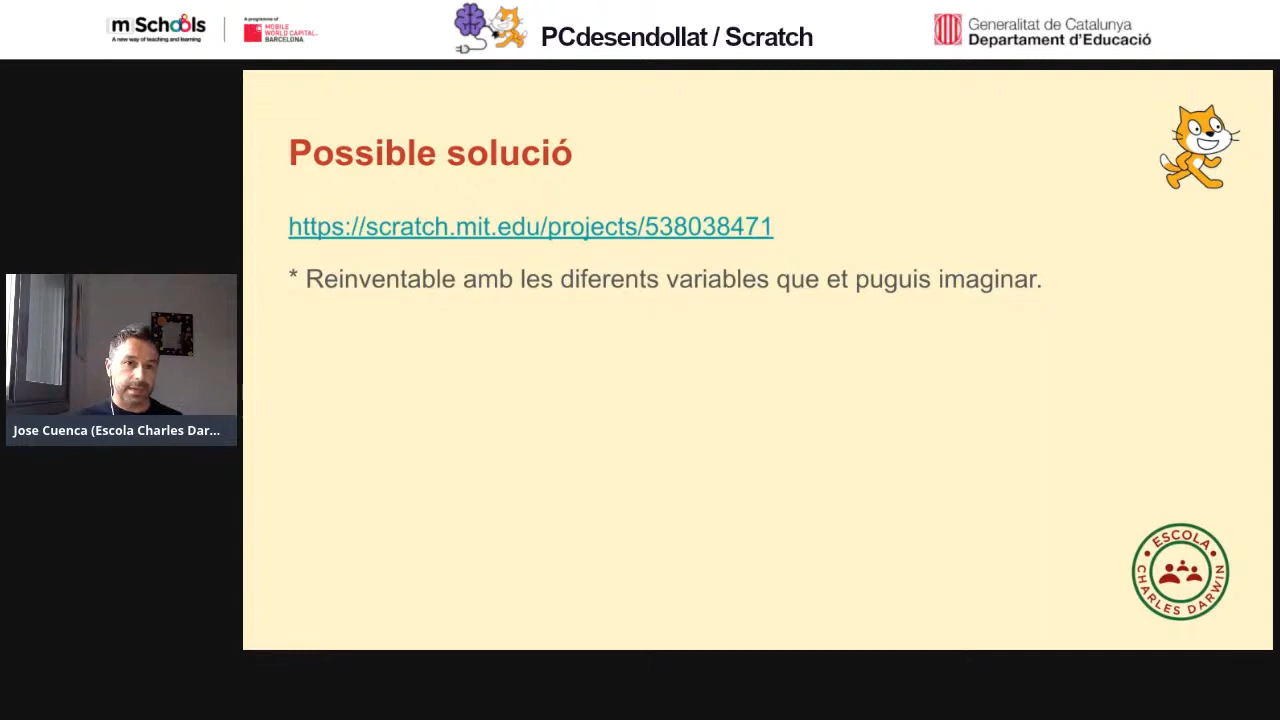 mSchools
A new way of teaching and learning
A programme of
MOBILE
WORLD CAPITAL
BARCELONA
PCdesendollat / Scratch
Generalitat de Catalunya
Departament d'Educació
Possible solució
https://scratch.mit.edu/projects/538038471
* Reinventable amb les diferents variables que et puguis imaginar.
Jose Cuenca (Escola Charles Dar...
ESCOLA
CHARLES DARWIN